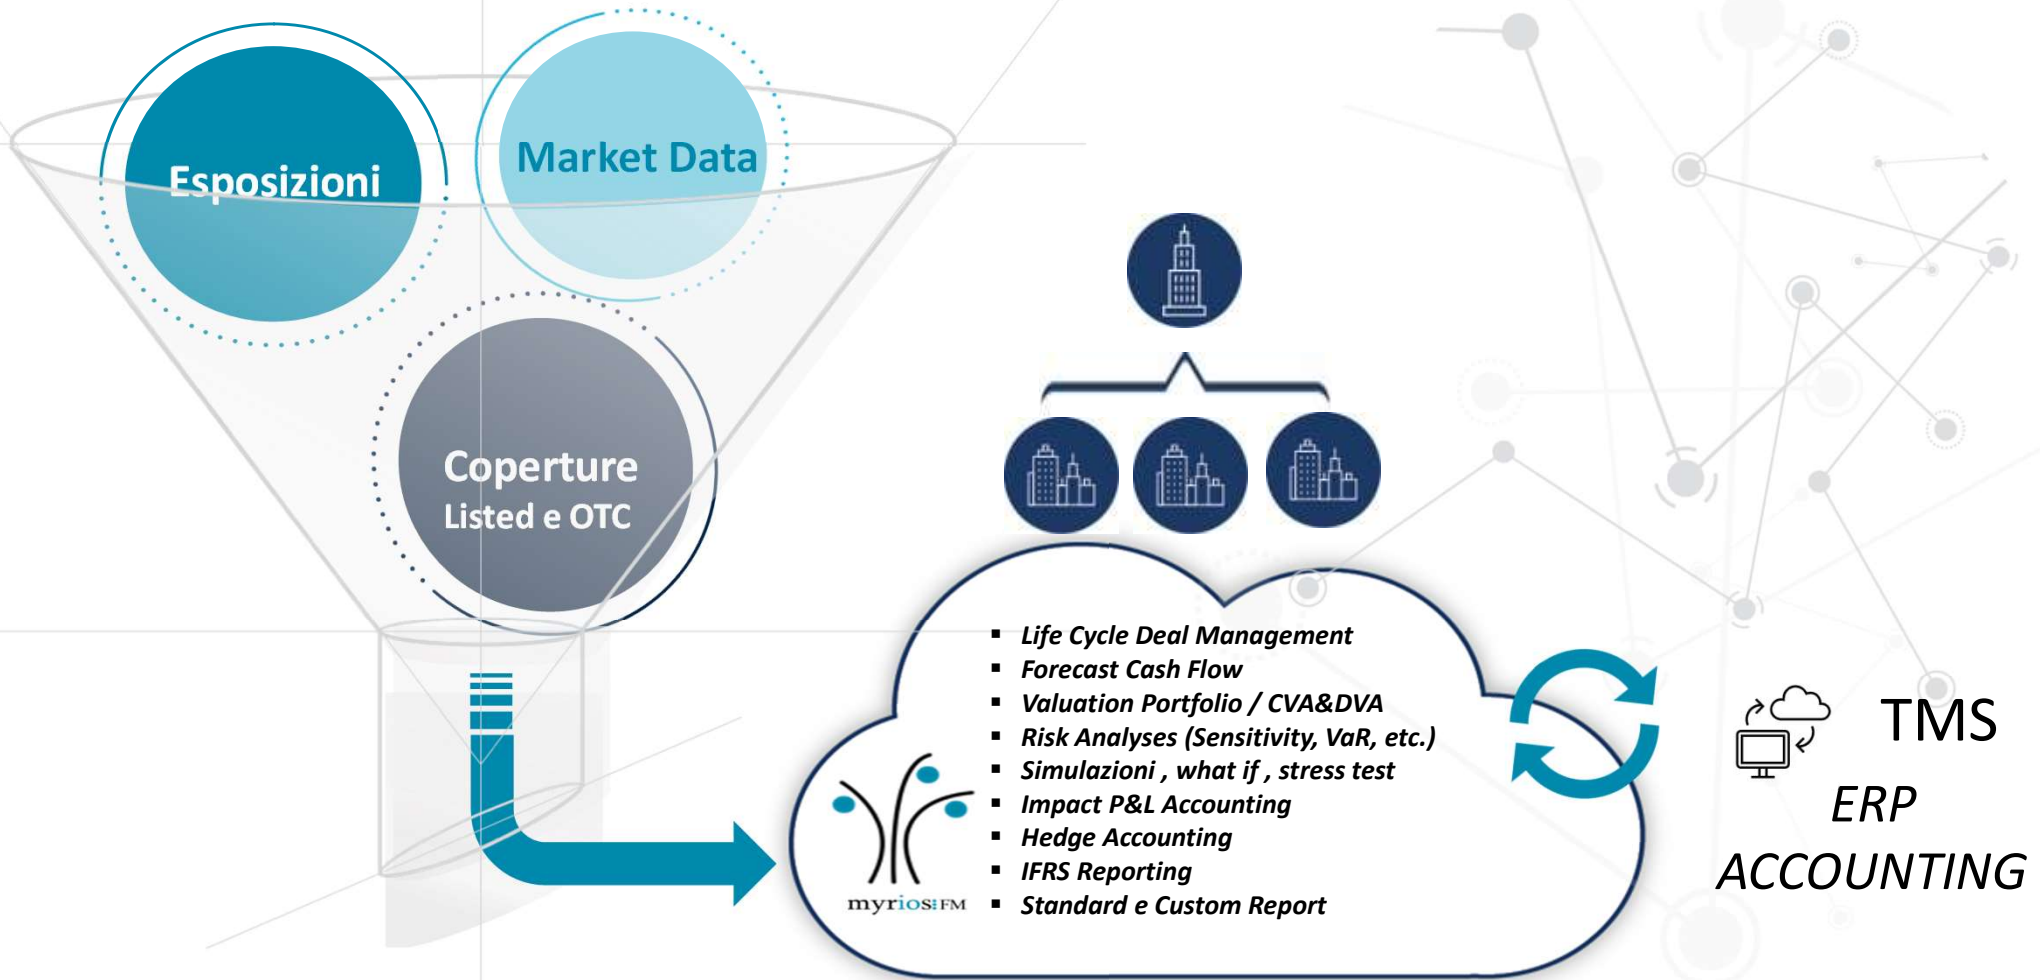 Esposizioni
Market Data
Coperture
Listed e OTC
▪ Life Cycle Deal Management
▪ Forecast Cash Flow
▪ Valuation Portfolio / CVA&DVA
▪ Risk Analyses (Sensitivity, VaR, etc.)
▪ Simulazioni , what if , stress test
▪ Impact P&L Accounting
▪ Hedge Accounting
▪ IFRS Reporting
▪ Standard e Custom Report
myrios FM
TMS
ERP
ACCOUNTING